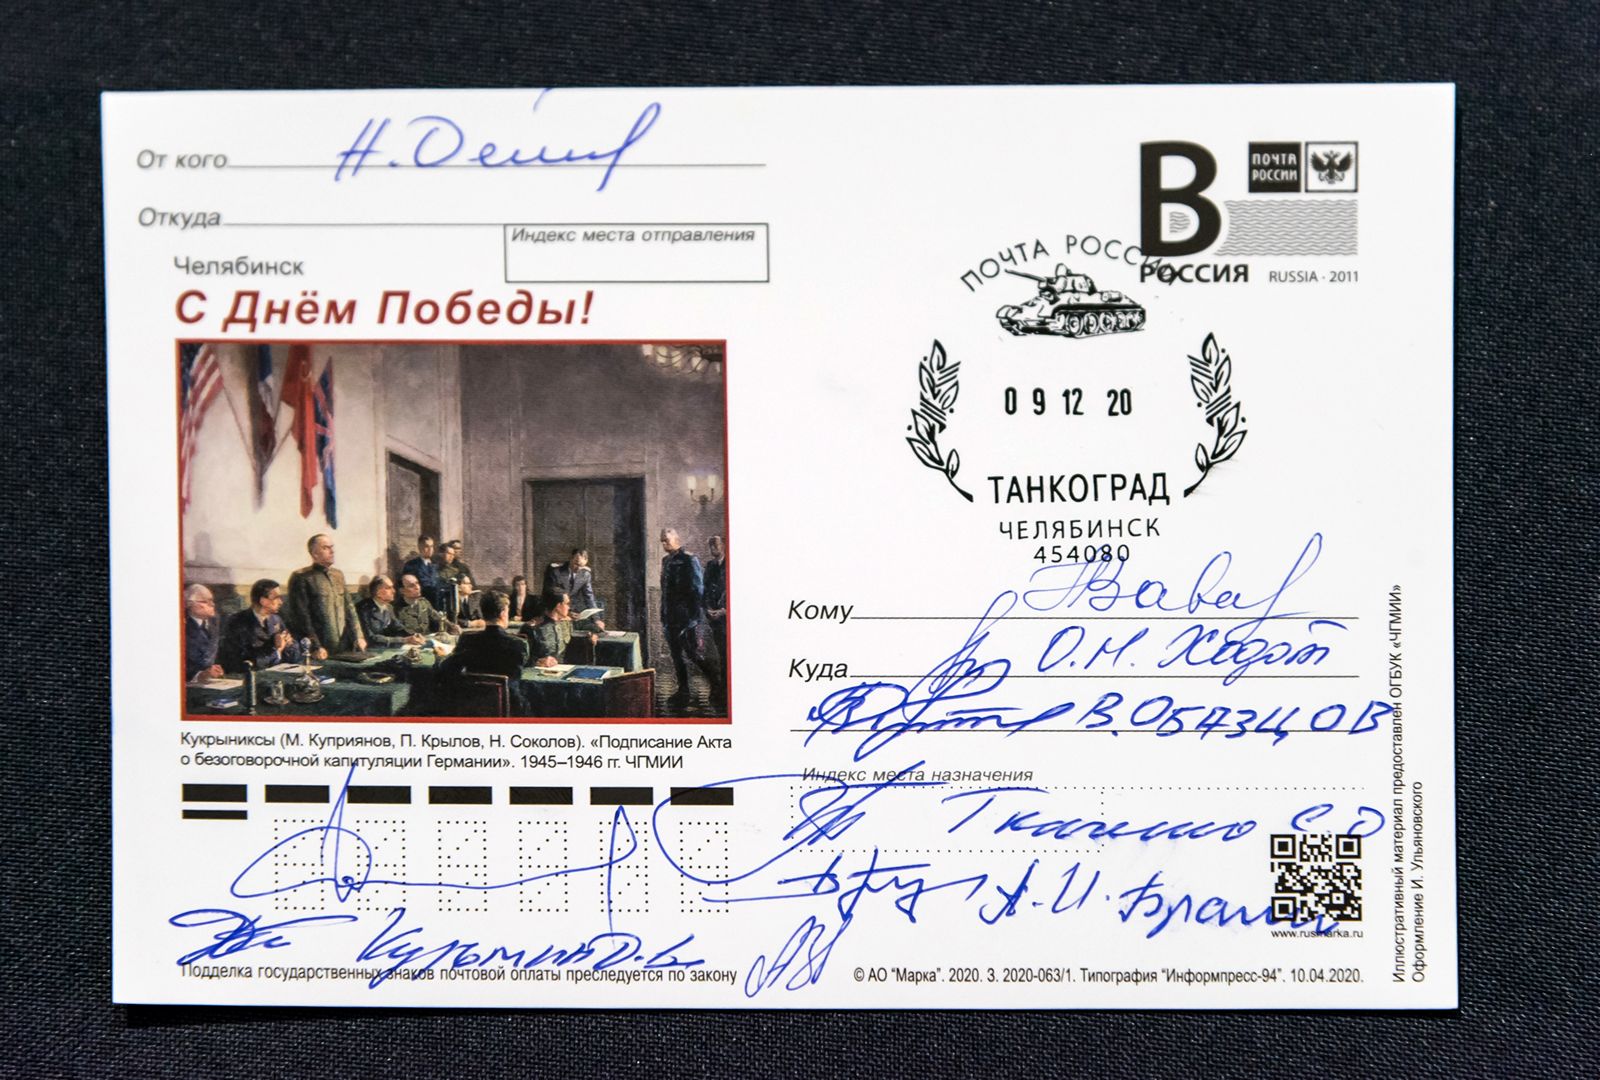 От кого
Откуда
Индекс места отправления
Челябинск
С Днём Победы!
Кукрыниксы (М. Куприянов, П. Крылов, Н. Соколов). «Подписание Акта
о безоговорочной капитуляции Германии». 1945–1946 гг. ЧГМИИ
B
ПОЧТА
РОССИИ
РОССИЯ
RUSSIA · 2011
ПОЧТА РОССИИ
09 12 20
ТАНКОГРАД
ЧЕЛЯБИНСК
454080
Кому
Куда
О.Н.
В. ОБАЗЦОВ
Индекс места назначения
А.И.
www.rusmarka.ru
Подделка государственных знаков почтовой оплаты преследуется по закону
© АО "Марка". 2020. З. 2020-063/1. Типография "Информпресс-94". 10.04.2020.
Иллюстративный материал предоставлен ОГБУК «ЧГМИИ»
Оформление И. Ульяновского